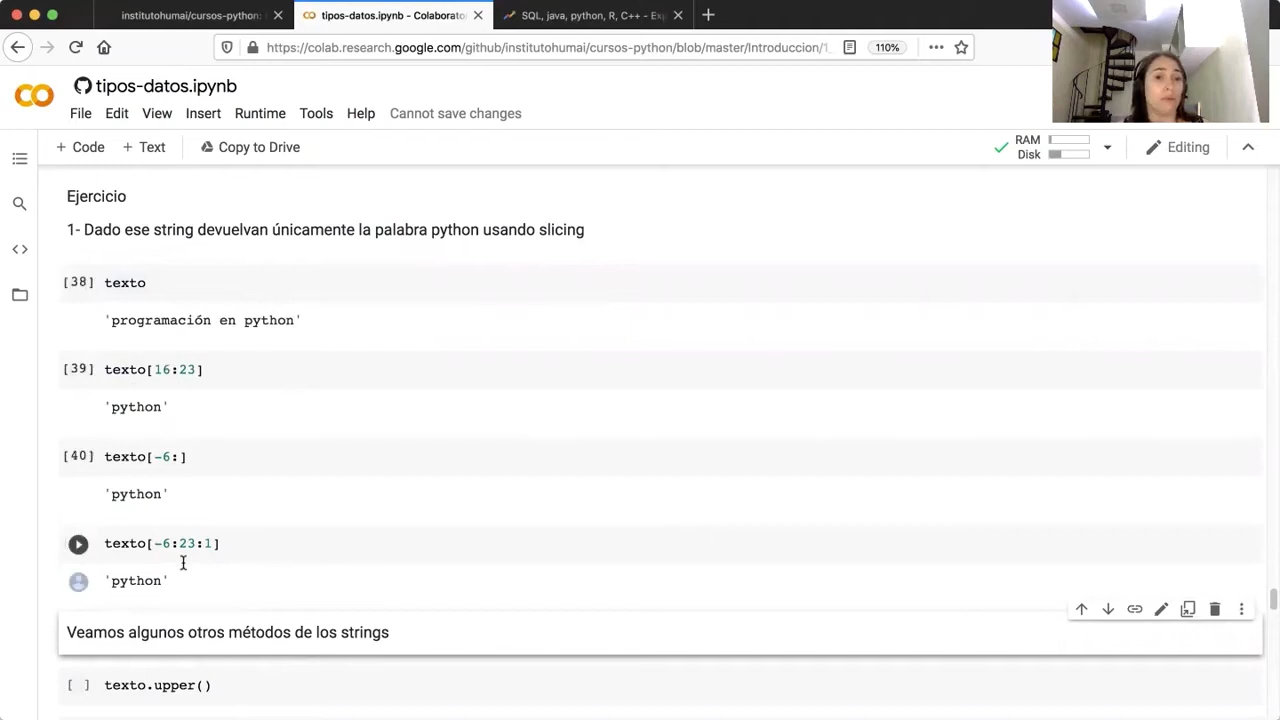 institutohumai/cursos-python:
tipos-datos.ipynb - Colaborato
SQL, java, python, R, C++ - Exp
https://colab.research.google.com/github/institutohumai/cursos-python/blob/master/Introduccion/1_
110%
tipos-datos.ipynb
File Edit View Insert Runtime Tools Help Cannot save changes
+ Code + Text Copy to Drive
RAM
Disk
Editing
Ejercicio
1- Dado ese string devuelvan únicamente la palabra python usando slicing
[38] texto
'programación en python'
[39] texto[16:23]
'python'
[40] texto[-6:]
'python'
texto[-6:23:1]
'python'
Veamos algunos otros métodos de los strings
[ ] texto.upper()